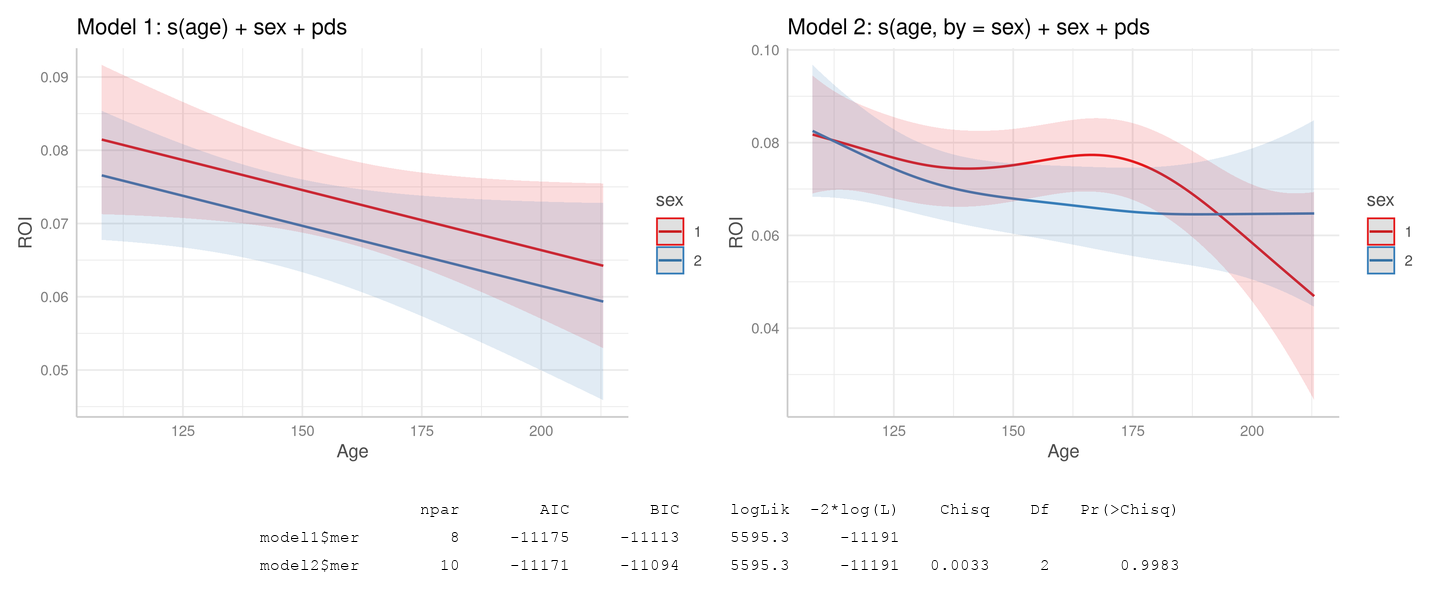 Model 1: s(age) + sex + pds
0.09
0.08
0.07
0.06
0.05
ROI
125 150 175 200
Age
sex
1
2
Model 2: s(age, by = sex) + sex + pds
0.10
0.08
0.06
0.04
ROI
125 150 175 200
Age
sex
1
2
npar AIC BIC logLik -2*log(L) Chisq Df Pr(>Chisq)
model1$mer 8 -11175 -11113 5595.3 -11191
model2$mer 10 -11171 -11094 5595.3 -11191 0.0033 2 0.9983